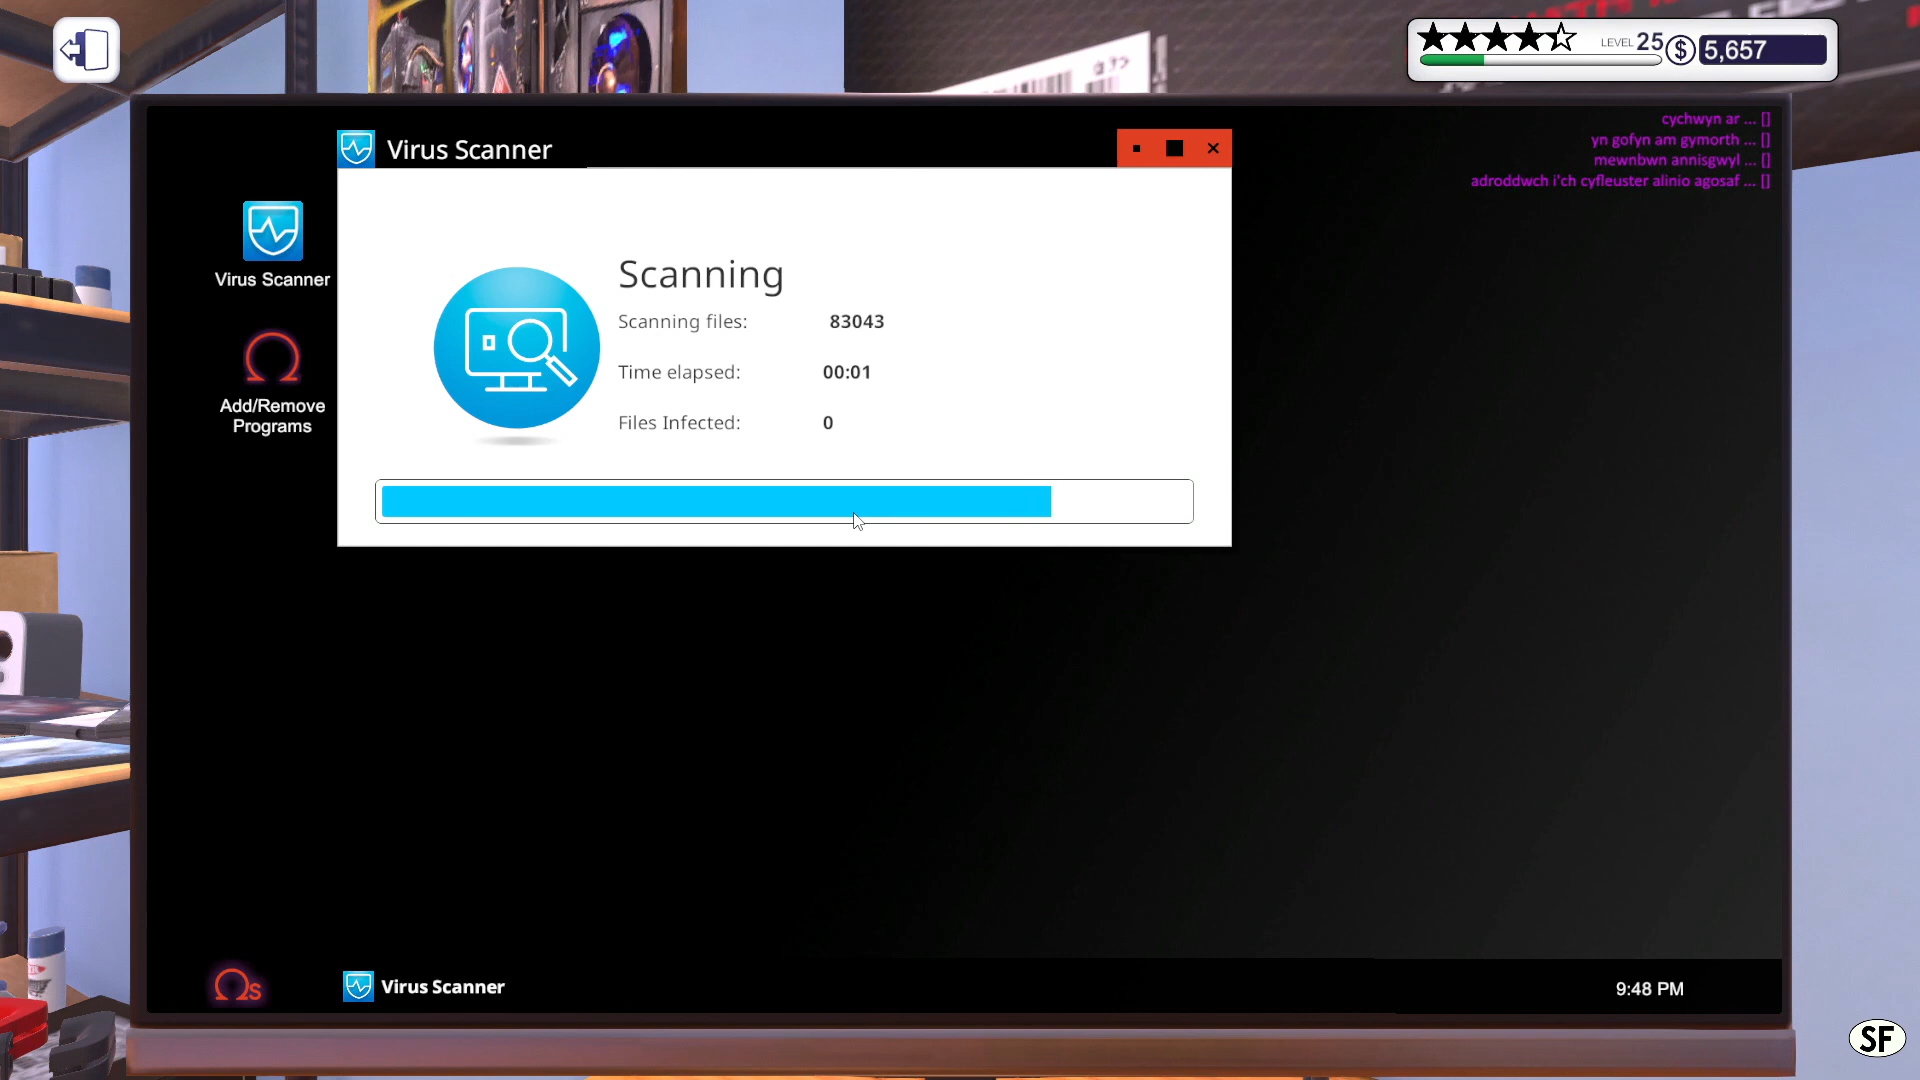 LEVEL 25 $ 5,657
cychwyn ar ... []
yn gofyn am gymorth ... []
mewnbwn annisgwyl ... []
adroddwch i'ch cyfleuster alinio agosaf ... []
Virus Scanner
Virus Scanner
Add/Remove
Programs
Scanning
Scanning files: 83043
Time elapsed: 00:01
Files Infected: 0
Ωs
Virus Scanner
9:48 PM
SF